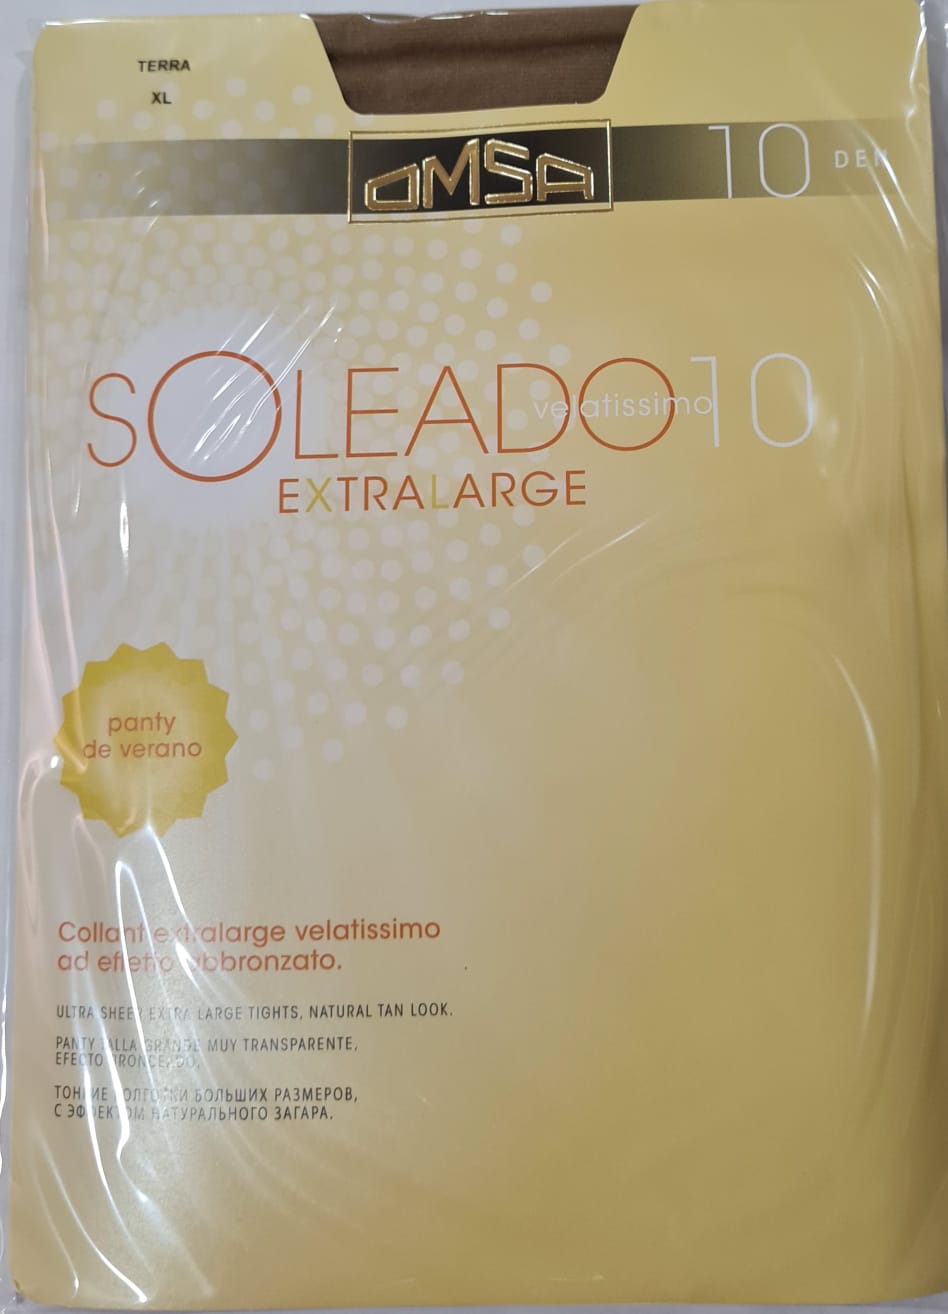 TERRA
XL
OMSA
10 DEN
SOLEADO 10
velatissimo
EXTRALARGE
panty
de verano
Collant extralarge velatissimo
ad effetto abbronzato.
ULTRA SHEER EXTRA LARGE TIGHTS, NATURAL TAN LOOK.
PANTY TALLA GRANDE MUY TRANSPARENTE,
EFECTO BRONCEADO,
ТОНКИЕ КОЛГОТКИ БОЛЬШИХ РАЗМЕРОВ,
С ЭФФЕКТОМ НАТУРАЛЬНОГО ЗАГАРА.